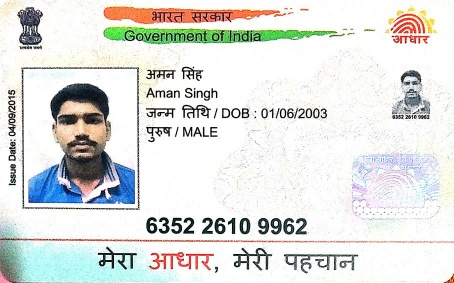 भारत सरकार
Government of India
आधार
Issue Date: 04/09/2015
अमन सिंह
Aman Singh
जन्म तिथि / DOB : 01/06/2003
पुरुष / MALE
6352 2610 9962
6352 2610 9962
मेरा आधार, मेरी पहचान